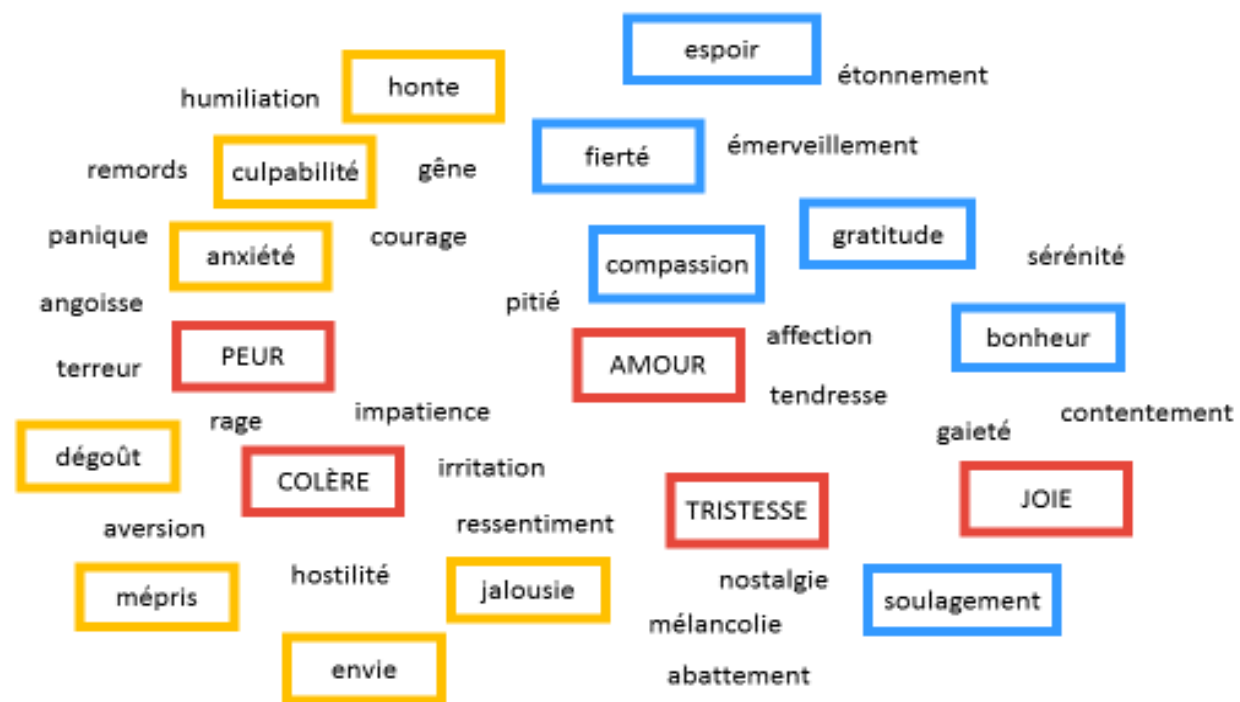 espoir
étonnement
honte
humiliation
émerveillement
fierté
remords
culpabilité
gêne
panique
courage
gratitude
anxiété
compassion
sérénité
angoisse
pitié
affection
bonheur
PEUR
AMOUR
terreur
tendresse
rage
impatience
contentement
gaieté
dégoût
COLÈRE
irritation
TRISTESSE
JOIE
aversion
ressentiment
hostilité
nostalgie
mépris
jalousie
soulagement
mélancolie
envie
abattement